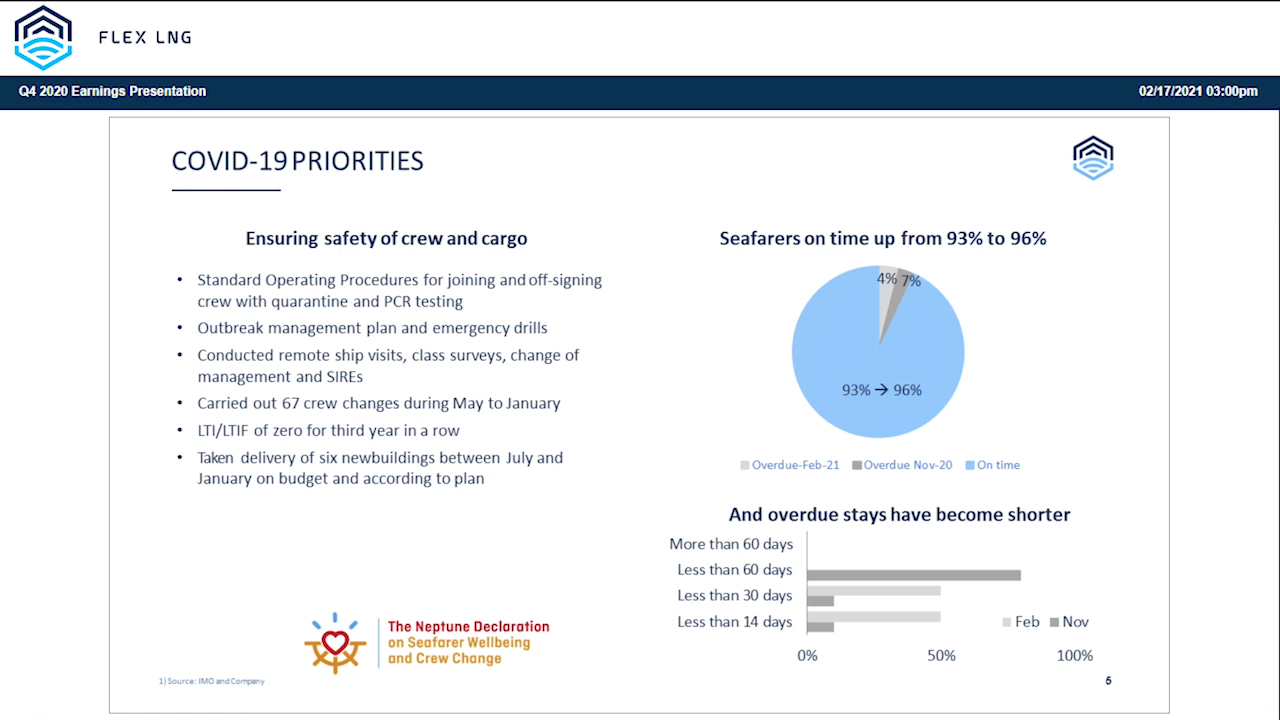 FLEX LNG
Q4 2020 Earnings Presentation
02/17/2021 03:00pm
COVID-19 PRIORITIES
Ensuring safety of crew and cargo
• Standard Operating Procedures for joining and off-signing
crew with quarantine and PCR testing
• Outbreak management plan and emergency drills
• Conducted remote ship visits, class surveys, change of
management and SIREs
• Carried out 67 crew changes during May to January
• LTI/LTIF of zero for third year in a row
• Taken delivery of six newbuildings between July and
January on budget and according to plan
The Neptune Declaration
on Seafarer Wellbeing
and Crew Change
1) Source: IMO and Company
Seafarers on time up from 93% to 96%
4% 7%
93% → 96%
Overdue-Feb-21 Overdue Nov-20 On time
And overdue stays have become shorter
More than 60 days
Less than 60 days
Less than 30 days
Less than 14 days
Feb Nov
0% 50% 100%